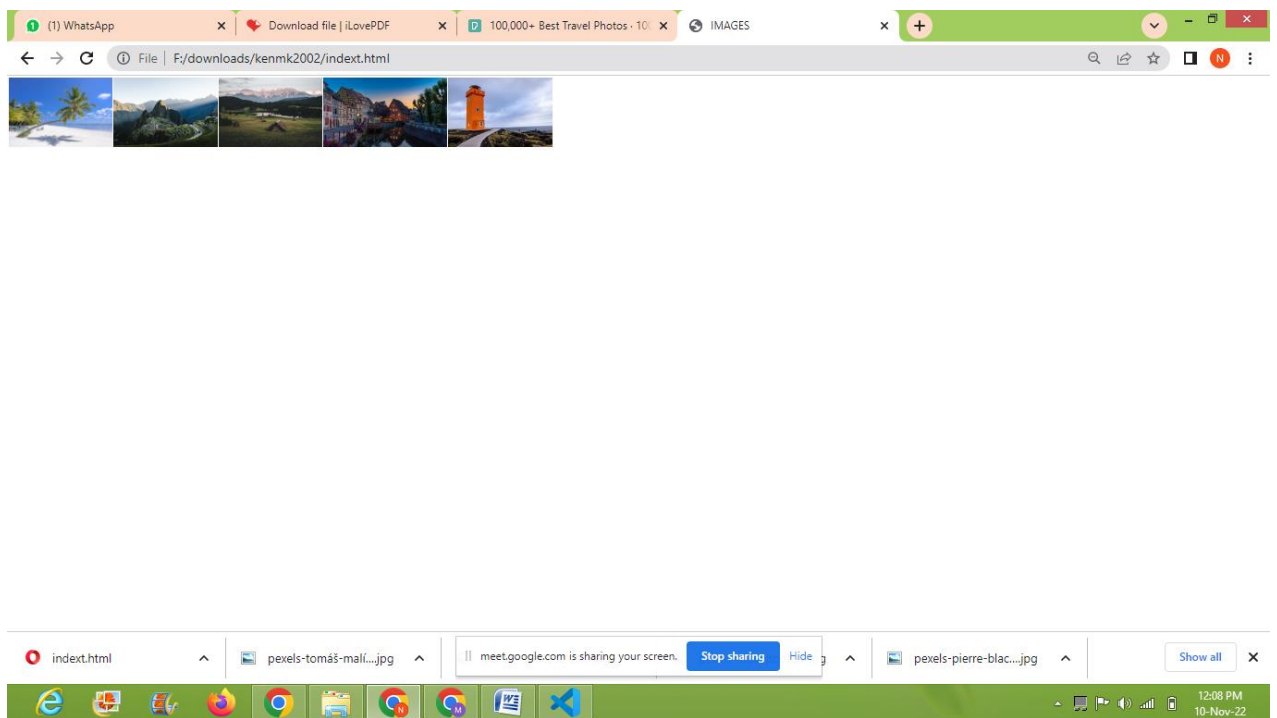 1 (1) WhatsApp
Download file | iLovePDF
100,000+ Best Travel Photos · 10
IMAGES
File | F:/downloads/kenmk2002/indext.html
N
indext.html
pexels-tomáš-malí....jpg
meet.google.com is sharing your screen. Stop sharing Hide
g
pexels-pierre-blac....jpg
Show all
12:08 PM
10-Nov-22